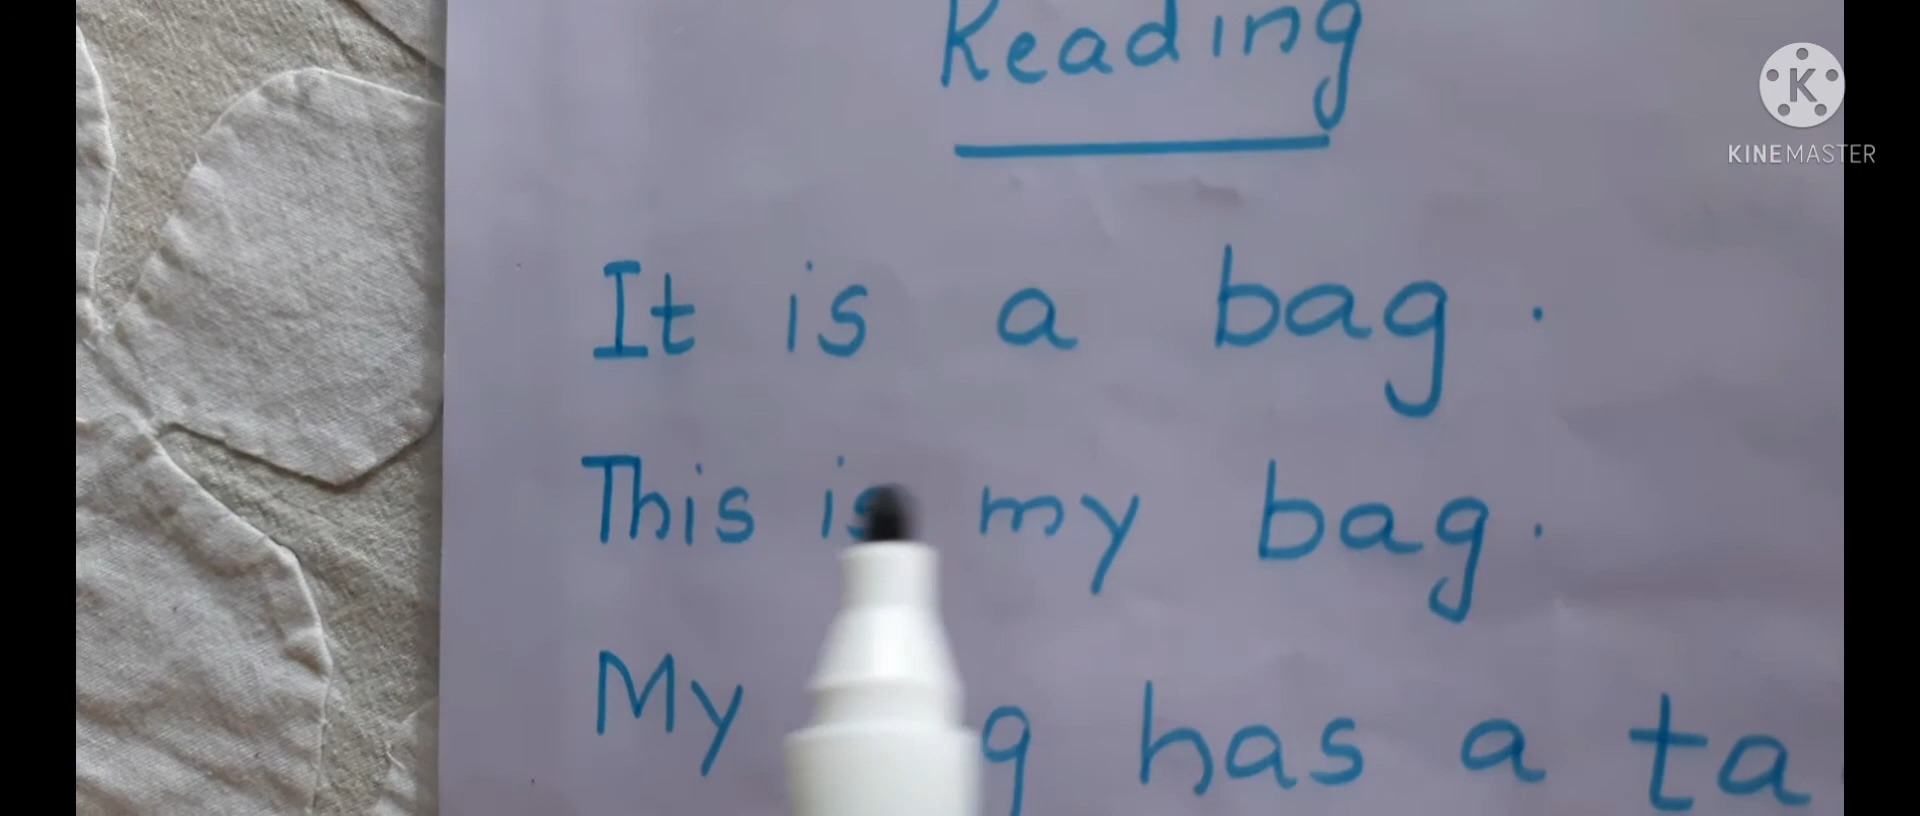 Reading
KINEMASTER
It is a bag.
This is my bag.
My has a